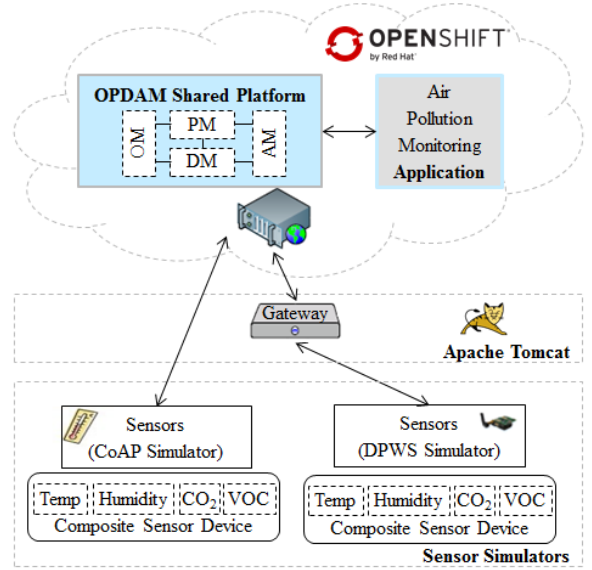 OPENSHIFT®
by Red Hat®
OPDAM Shared Platform
OM
PM
DM
AM
Air
Pollution
Monitoring
Application
Gateway
Apache Tomcat
Sensors
(CoAP Simulator)
Sensors
(DPWS Simulator)
Temp Humidity CO₂ VOC
Composite Sensor Device
Temp Humidity CO₂ VOC
Composite Sensor Device
Sensor Simulators